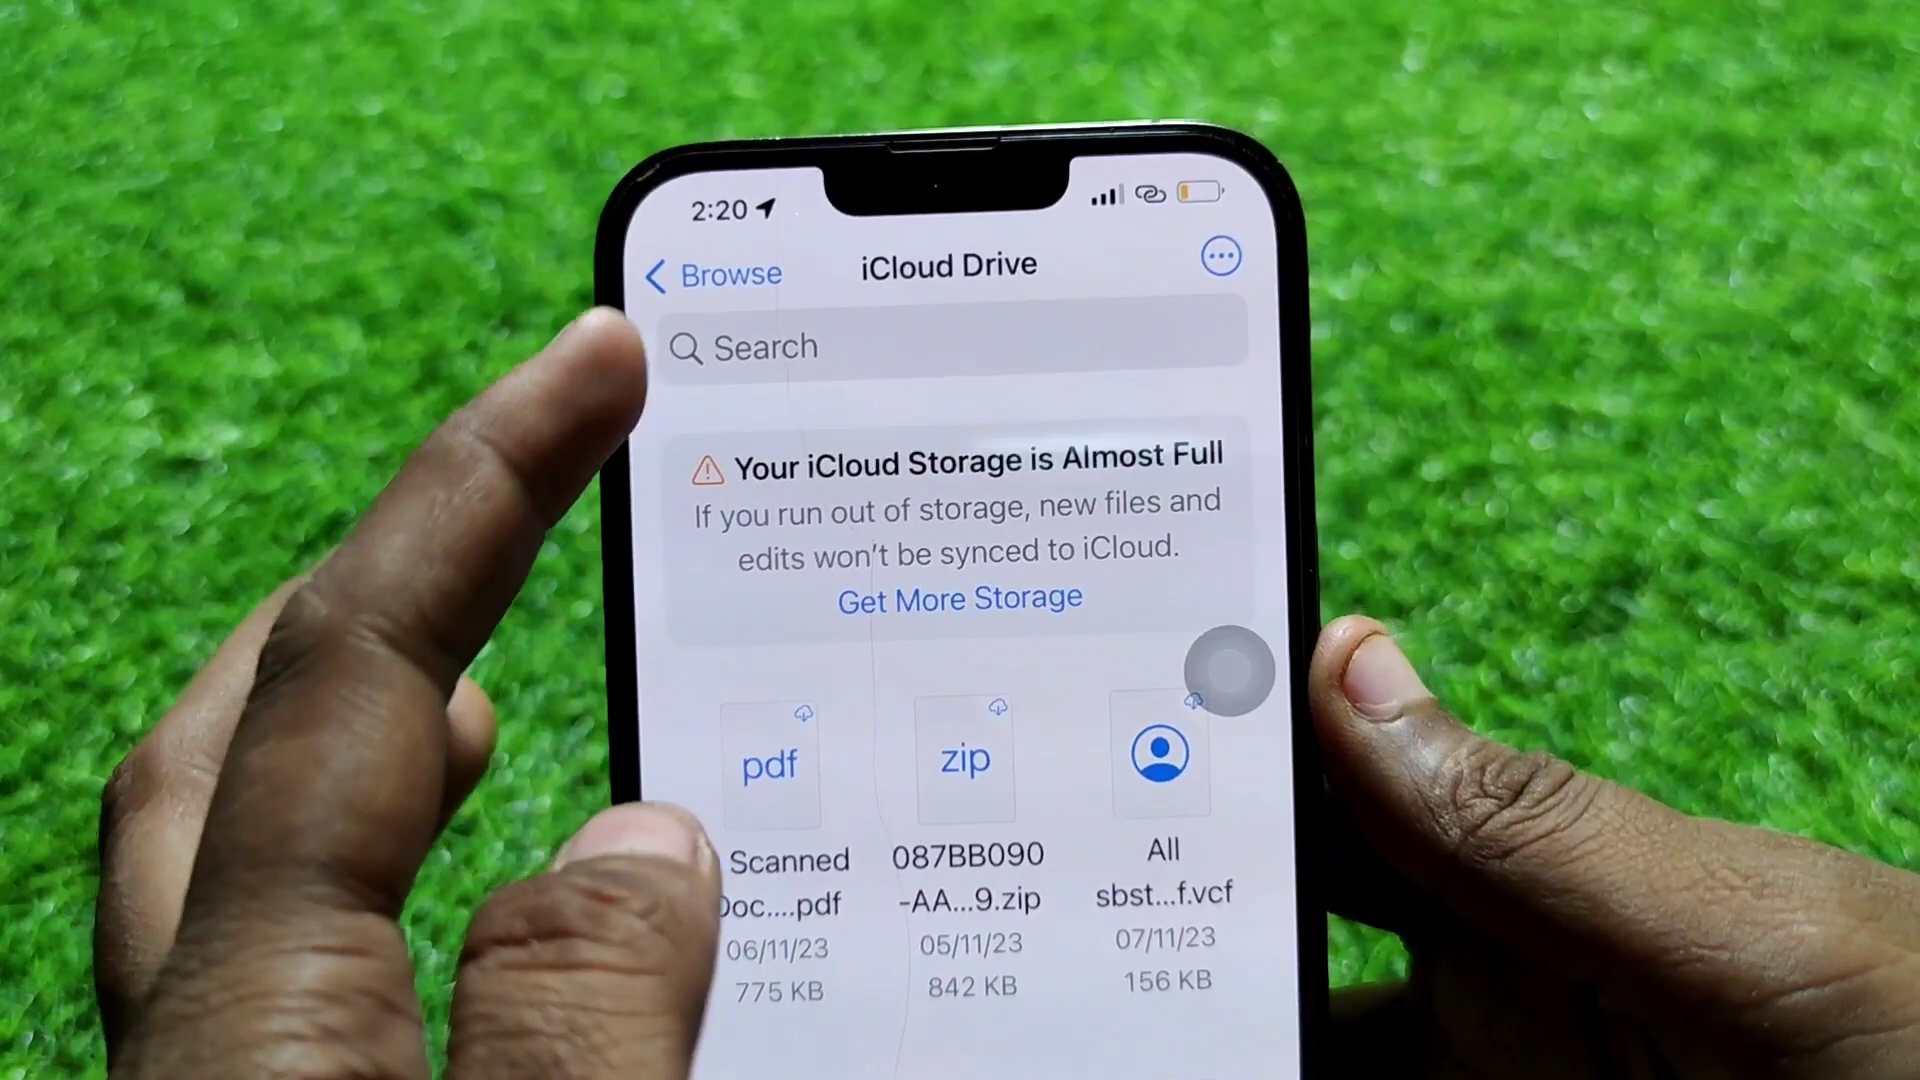 2:20
Browse
iCloud Drive
Search
Your iCloud Storage is Almost Full
If you run out of storage, new files and
edits won't be synced to iCloud.
Get More Storage
pdf
zip
Scanned
Doc....pdf
06/11/23
775 KB
087BB090
-AA...9.zip
05/11/23
842 KB
All
sbst...f.vcf
07/11/23
156 KB